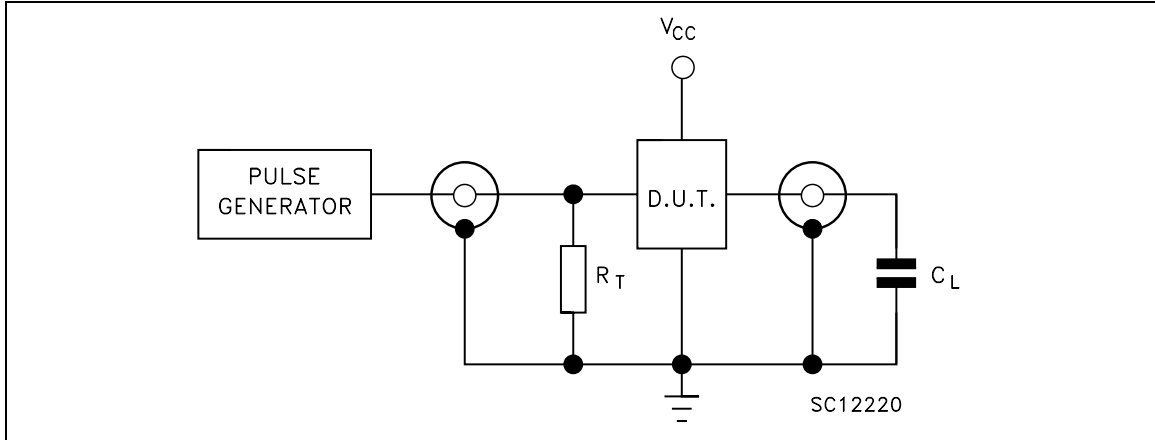 VCC
PULSE
GENERATOR
D.U.T.
RT
CL
SC12220